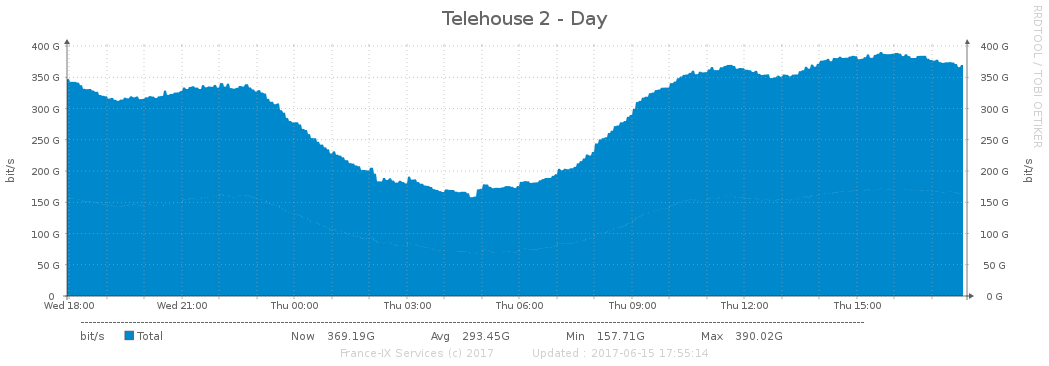 Telehouse 2 - Day
RRDTOOL / TOBI OETIKER
400 G 400 G
350 G 350 G
300 G 300 G
250 G 250 G
200 G 200 G
150 G 150 G
100 G 100 G
50 G 50 G
0 0 G
bit/s bit/s
Wed 18:00 Wed 21:00 Thu 00:00 Thu 03:00 Thu 06:00 Thu 09:00 Thu 12:00 Thu 15:00
bit/s Total Now 369.19G Avg 293.45G Min 157.71G Max 390.02G
France-IX Services (c) 2017 Updated : 2017-06-15 17:55:14